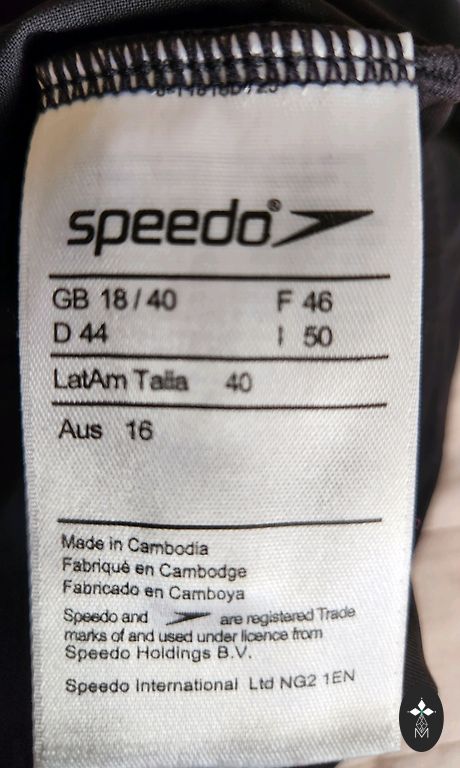 speedo®
GB 18/40 F 46
D 44 I 50
LatAm Talla 40
Aus 16
Made in Cambodia
Fabriqué en Cambodge
Fabricado en Camboya
Speedo and are registered Trade
marks of and used under licence from
Speedo Holdings B.V.
Speedo International Ltd NG2 1EN